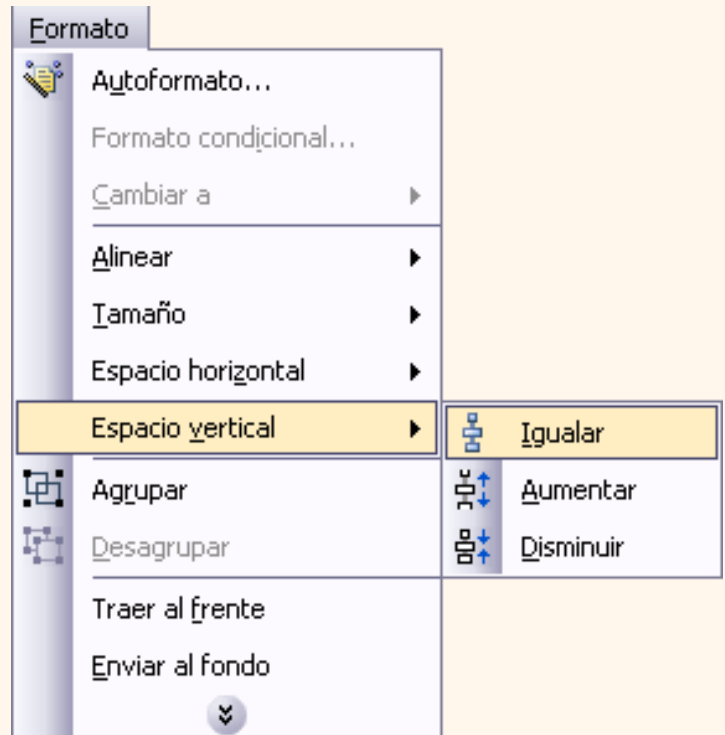 Formato
Autoformato...
Formato condicional...
Cambiar a
Alinear
Tamaño
Espacio horizontal
Espacio vertical
Igualar
Agrupar
Aumentar
Desagrupar
Disminuir
Traer al frente
Enviar al fondo